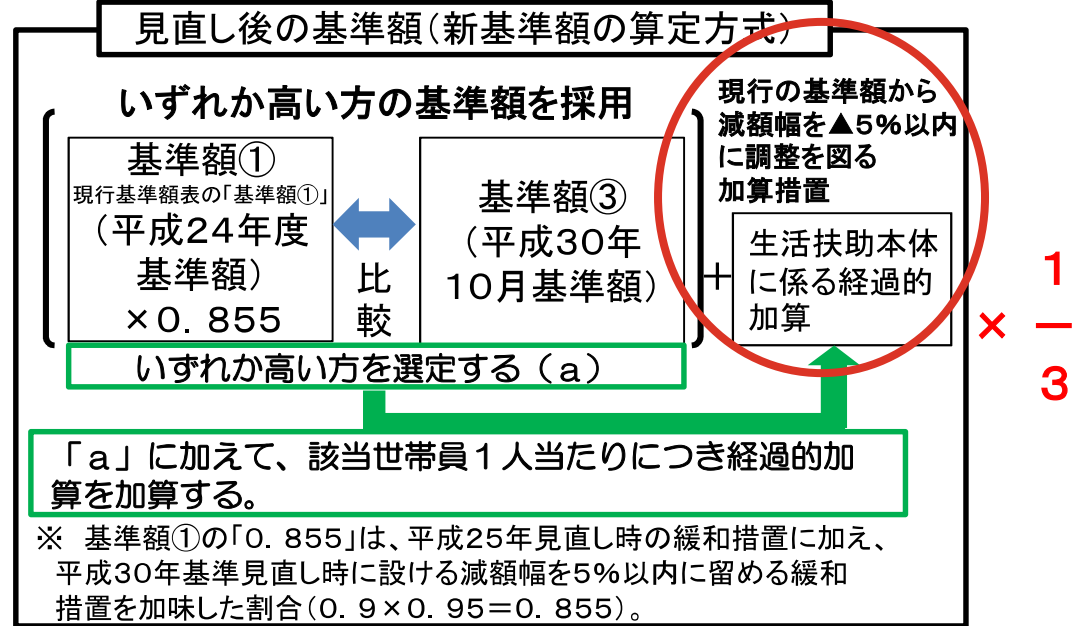 見直し後の基準額(新基準額の算定方式)
いずれか高い方の基準額を採用
基準額①
現行基準額表の「基準額①」
(平成24年度
基準額)
×0.855
比
較
基準額③
(平成30年
10月基準額)
現行の基準額から
減額幅を▲5%以内
に調整を図る
加算措置
+
生活扶助本体
に係る経過的
加算
× 1
―
3
いずれか高い方を選定する(a)
「a」に加えて、該当世帯員1人当たりにつき経過的加
算を加算する。
※ 基準額①の「0.855」は、平成25年見直し時の緩和措置に加え、
平成30年基準見直し時に設ける減額幅を5%以内に留める緩和
措置を加味した割合(0.9×0.95=0.855)。